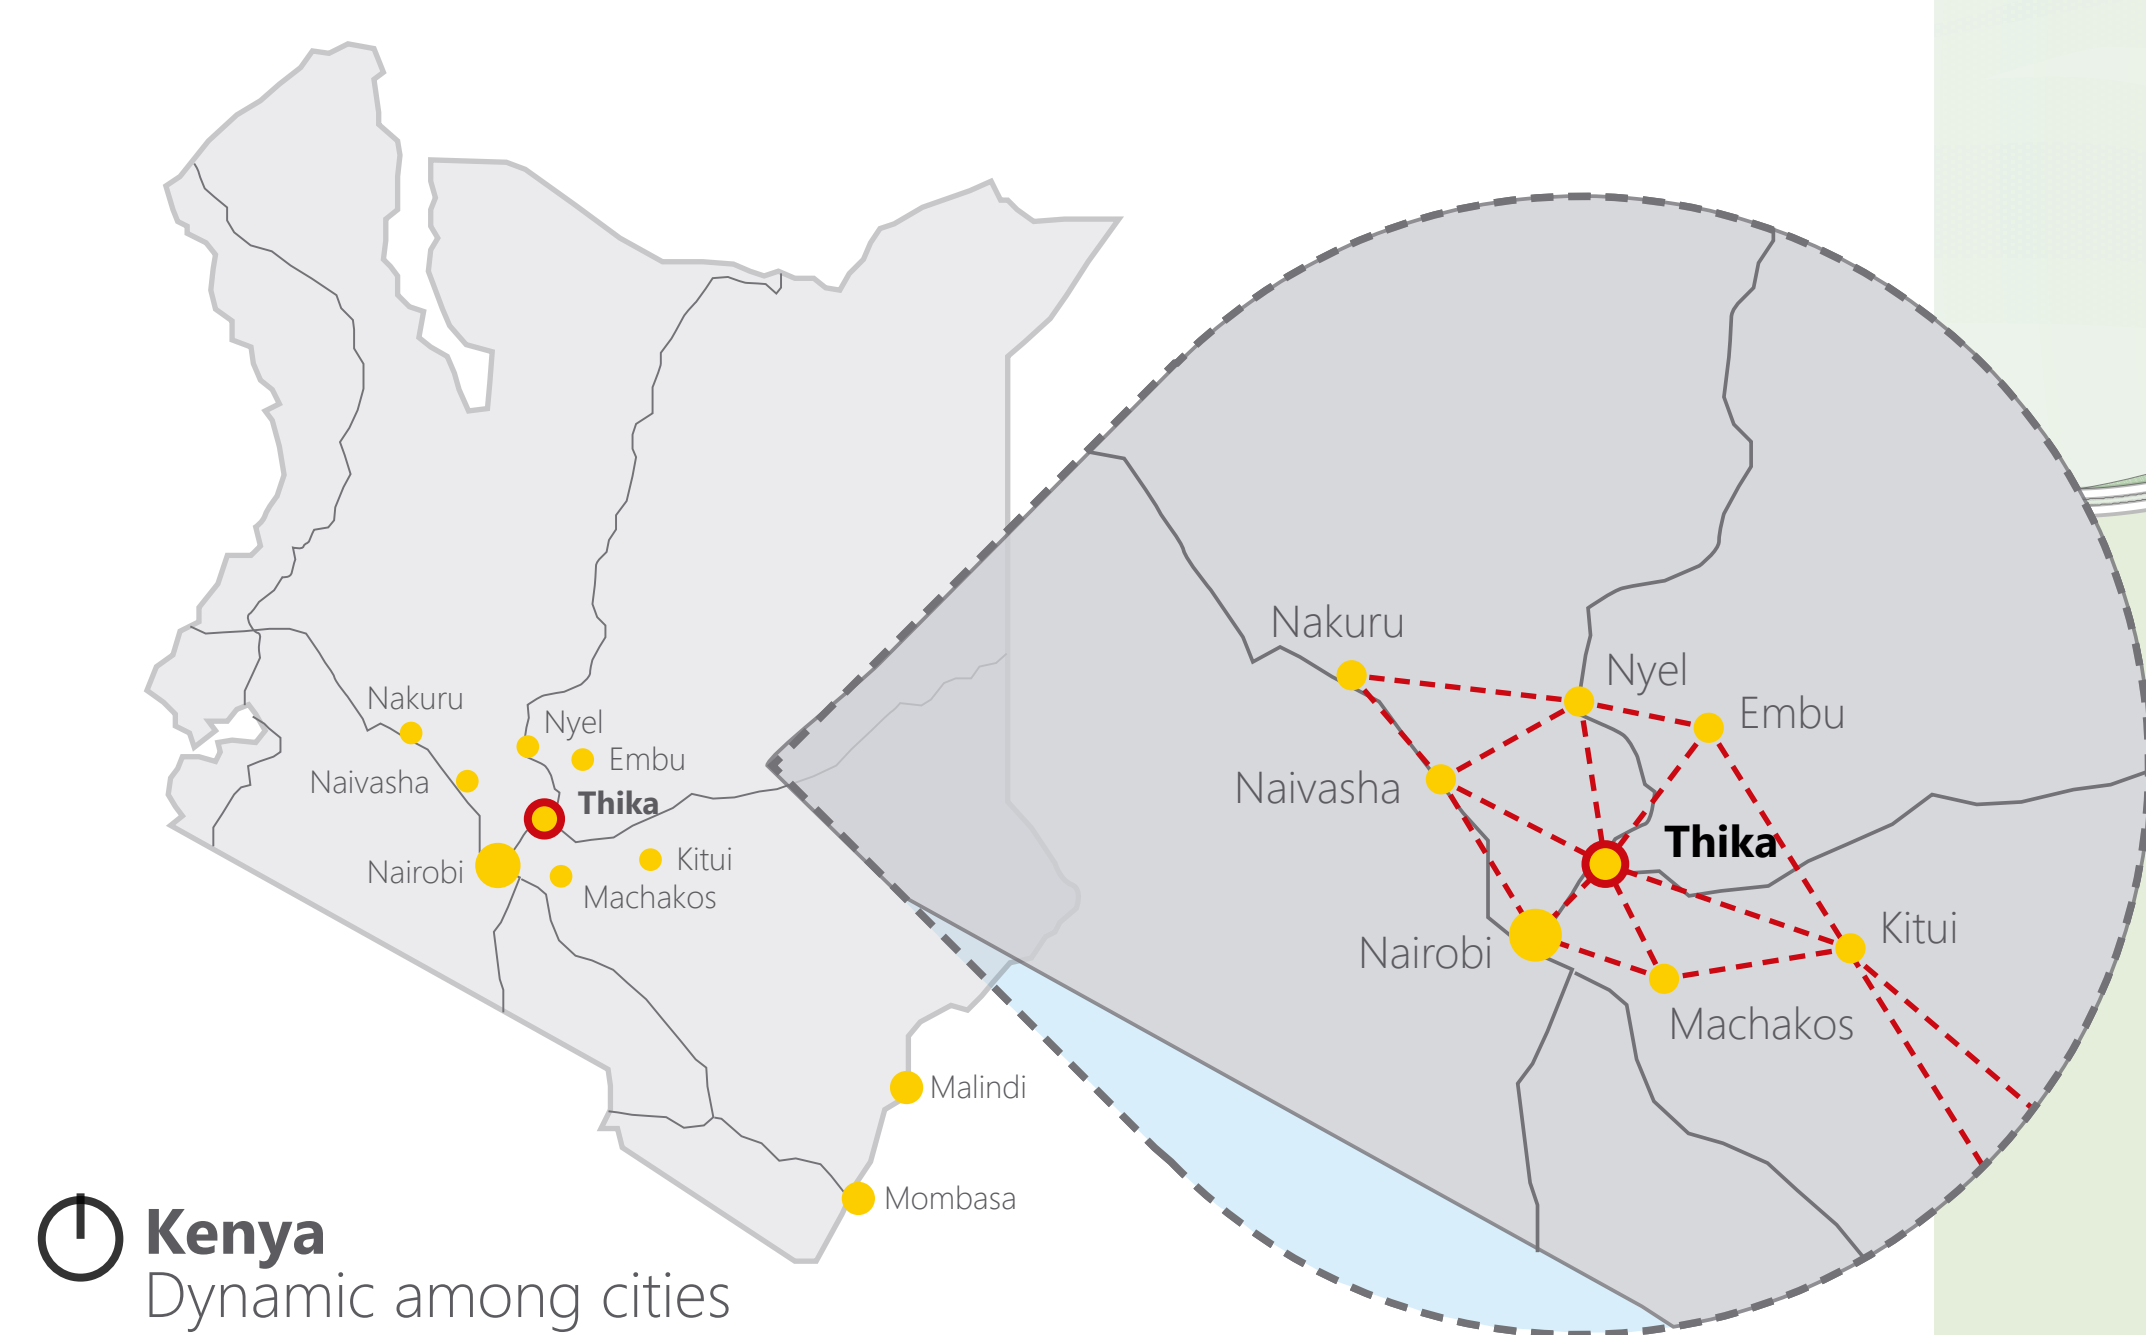 Nakuru
Nyel
Embu
Naivasha
Thika
Nairobi
Kitui
Machakos
Malindi
Mombasa
Nakuru
Nyel
Embu
Naivasha
Thika
Kitui
Nairobi
Machakos
Kenya
Dynamic among cities